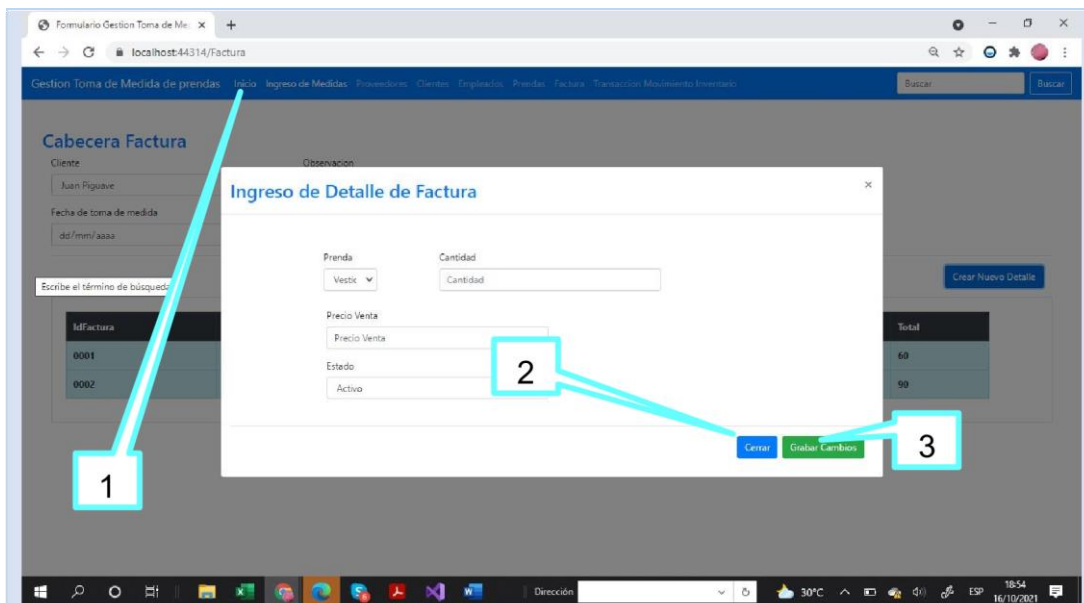 Formulario Gestion Toma de Me
localhost:44314/Factura
Gestion Toma de Medida de prendas Inicio Ingreso de Medidas Proveedores Clientes Empleados Prendas Factura Transaccion Movimiento Inventario Buscar Buscar
Cabecera Factura
Cliente Observacion
Juan Piguave
Fecha de toma de medida
dd/mm/aaaa
Ingreso de Detalle de Factura
Prenda Cantidad
Vestic Cantidad
Precio Venta
Precio Venta
Estado
Activo
Cerrar Grabar Cambios
Escribe el término de búsqueda
Crear Nuevo Detalle
IdFactura Total
0001 60
0002 90
1
2
3
Dirección 30°C ESP 18:54
16/10/2021